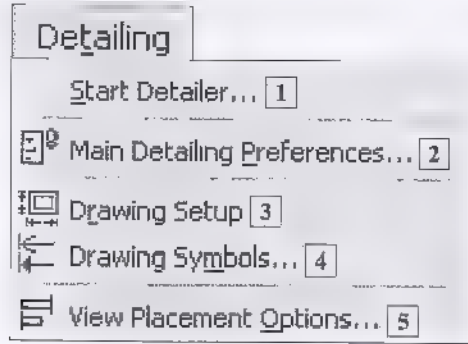 Detailing
Start Detailer... 1
Main Detailing Preferences... 2
Drawing Setup 3
Drawing Symbols... 4
View Placement Options... 5